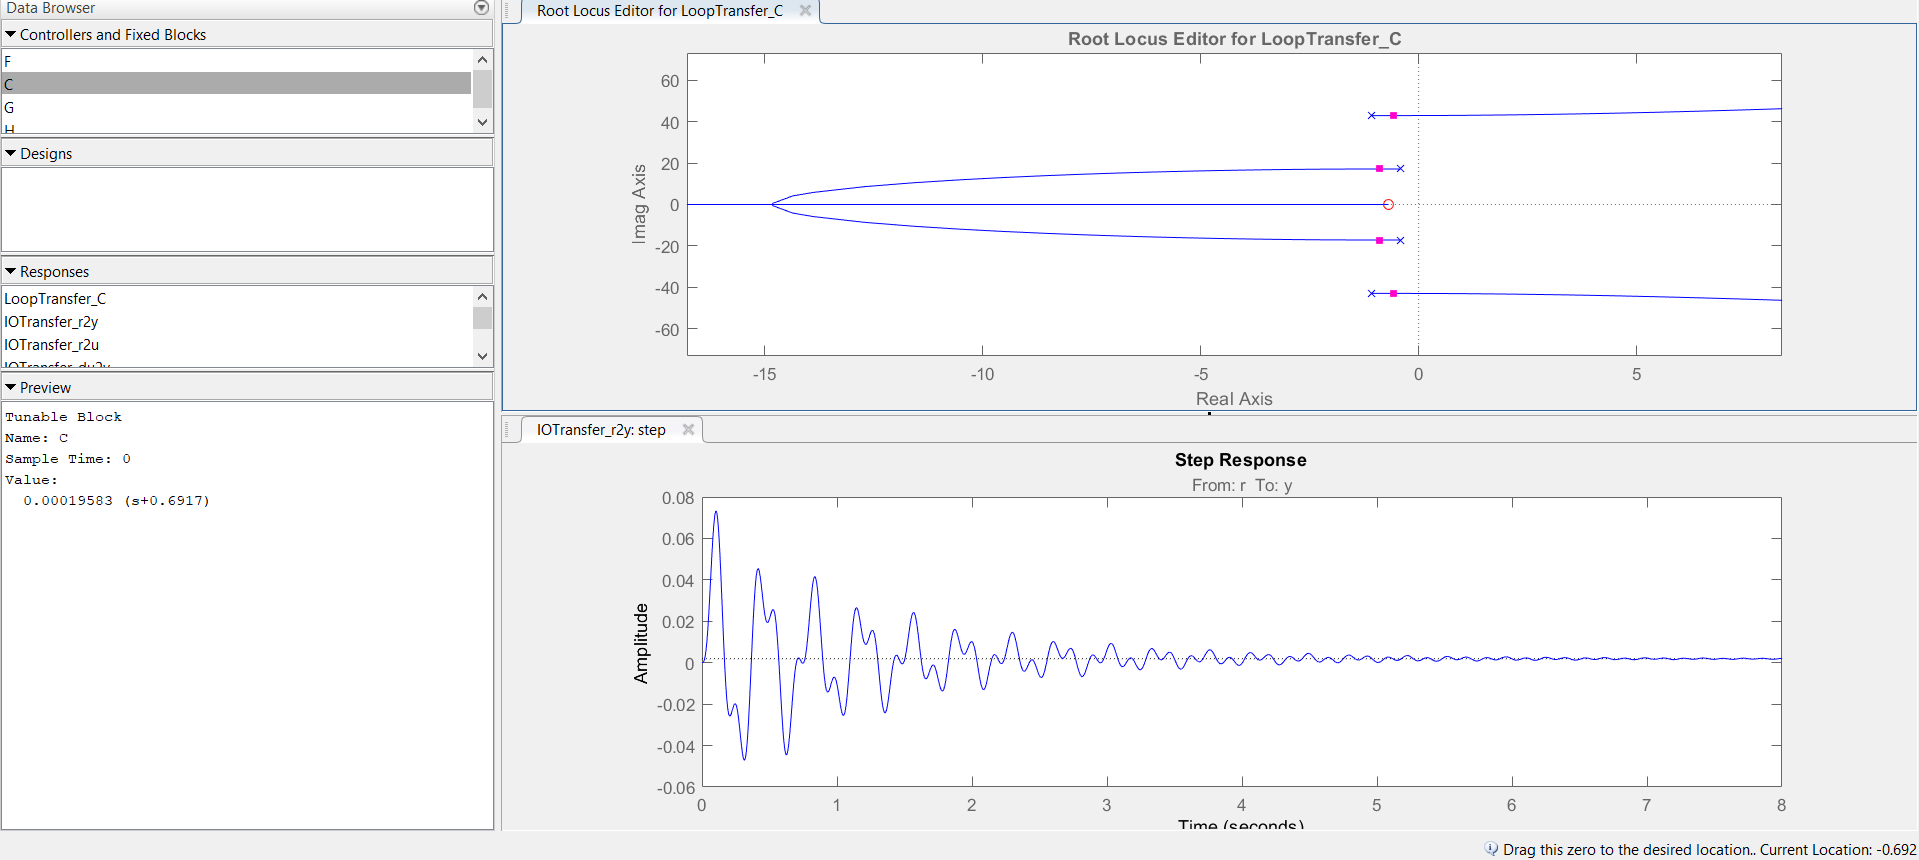 Data Browser
Controllers and Fixed Blocks
F
C
G
H
Designs
Responses
LoopTransfer_C
IOTransfer_r2y
IOTransfer_r2u
IOTransfer_du2y
Preview
Tunable Block
Name: C
Sample Time: 0
Value:
0.00019583 (s+0.6917)
Root Locus Editor for LoopTransfer_C
Root Locus Editor for LoopTransfer_C
60
40
20
0
-20
-40
-60
Imag Axis
-15 -10 -5 0 5
Real Axis
IOTransfer_r2y: step
Step Response
From: r To: y
0.08
0.06
0.04
0.02
0
-0.02
-0.04
-0.06
Amplitude
0 1 2 3 4 5 6 7 8
Time (seconds)
Drag this zero to the desired location.. Current Location: -0.692